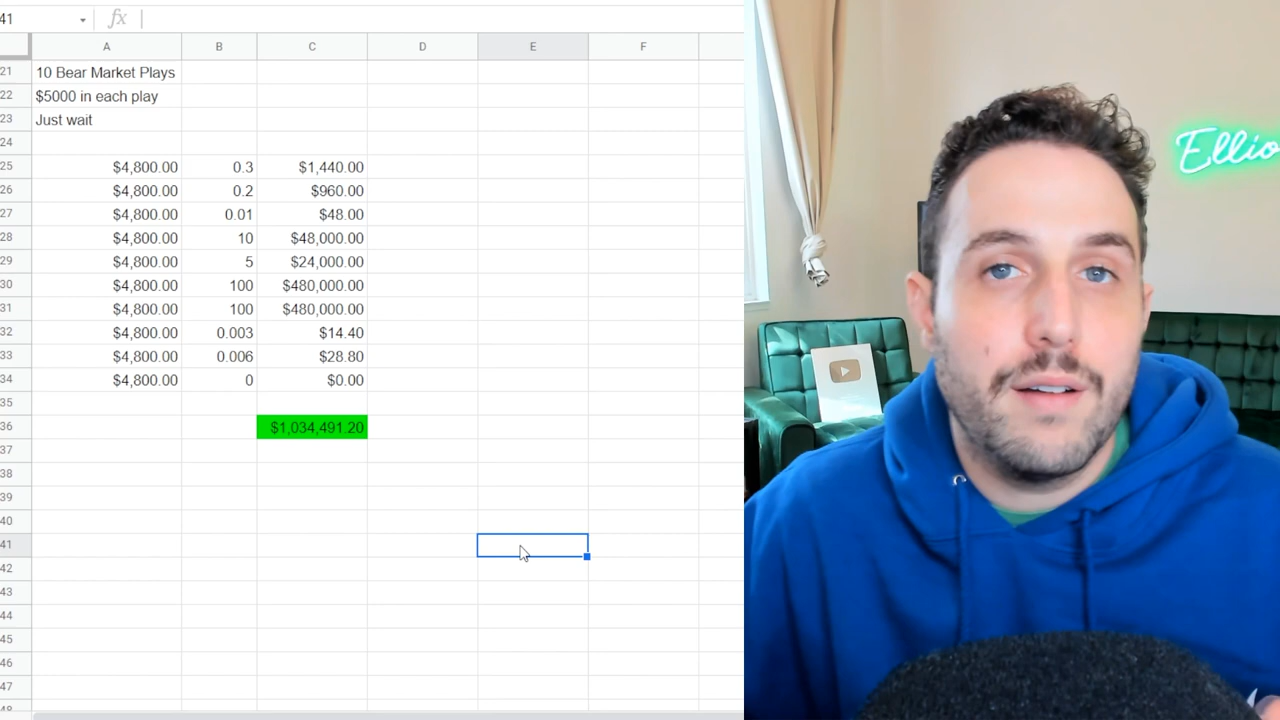 41 fx
A B C D E F
21 10 Bear Market Plays
22 $5000 in each play
23 Just wait
24
25 $4,800.00 0.3 $1,440.00
26 $4,800.00 0.2 $960.00
27 $4,800.00 0.01 $48.00
28 $4,800.00 10 $48,000.00
29 $4,800.00 5 $24,000.00
30 $4,800.00 100 $480,000.00
31 $4,800.00 100 $480,000.00
32 $4,800.00 0.003 $14.40
33 $4,800.00 0.006 $28.80
34 $4,800.00 0 $0.00
35
36 $1,034,491.20
37
38
39
40
41
42
43
44
45
46
47
Ellio